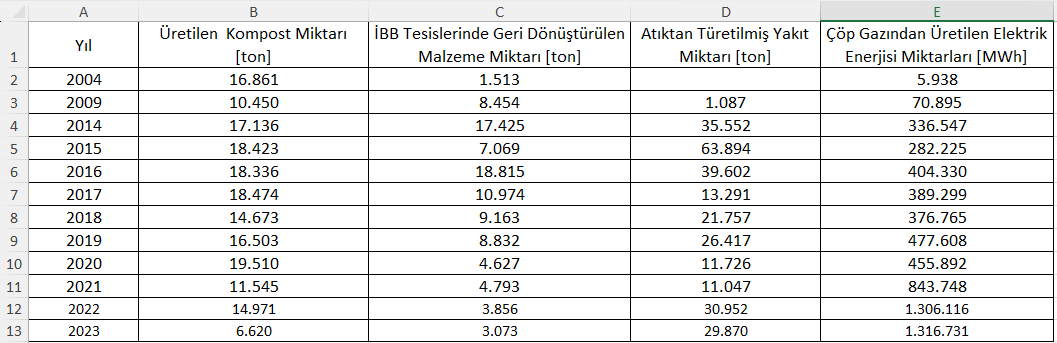 A B C D E
1 Yıl Üretilen Kompost Miktarı [ton] İBB Tesislerinde Geri Dönüştürülen Malzeme Miktarı [ton] Atıktan Türetilmiş Yakıt Miktarı [ton] Çöp Gazından Üretilen Elektrik Enerjisi Miktarları [MWh]
2 2004 16.861 1.513 5.938
3 2009 10.450 8.454 1.087 70.895
4 2014 17.136 17.425 35.552 336.547
5 2015 18.423 7.069 63.894 282.225
6 2016 18.336 18.815 39.602 404.330
7 2017 18.474 10.974 13.291 389.299
8 2018 14.673 9.163 21.757 376.765
9 2019 16.503 8.832 26.417 477.608
10 2020 19.510 4.627 11.726 455.892
11 2021 11.545 4.793 11.047 843.748
12 2022 14.971 3.856 30.952 1.306.116
13 2023 6.620 3.073 29.870 1.316.731